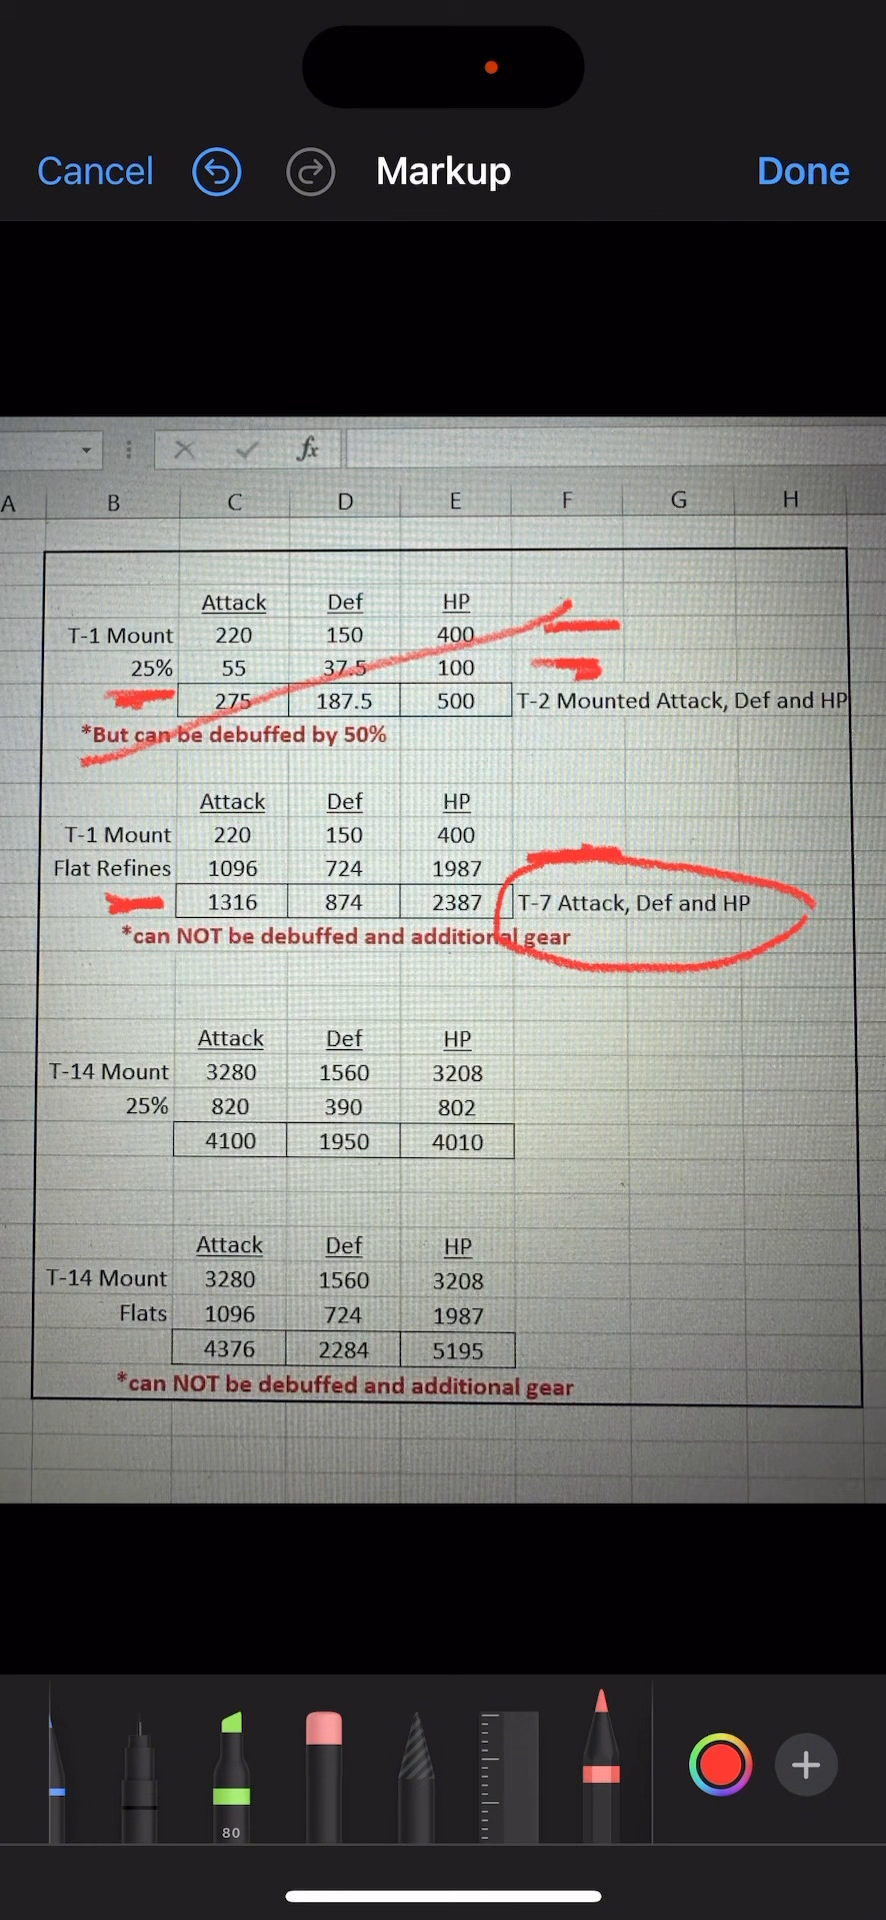 Cancel Markup Done
fx
A B C D E F G H
Attack Def HP
T-1 Mount 220 150 400
25% 55 37.5 100
275 187.5 500 T-2 Mounted Attack, Def and HP
*But can be debuffed by 50%
Attack Def HP
T-1 Mount 220 150 400
Flat Refines 1096 724 1987
1316 874 2387 T-7 Attack, Def and HP
*can NOT be debuffed and additional gear
Attack Def HP
T-14 Mount 3280 1560 3208
25% 820 390 802
4100 1950 4010
Attack Def HP
T-14 Mount 3280 1560 3208
Flats 1096 724 1987
4376 2284 5195
*can NOT be debuffed and additional gear
80